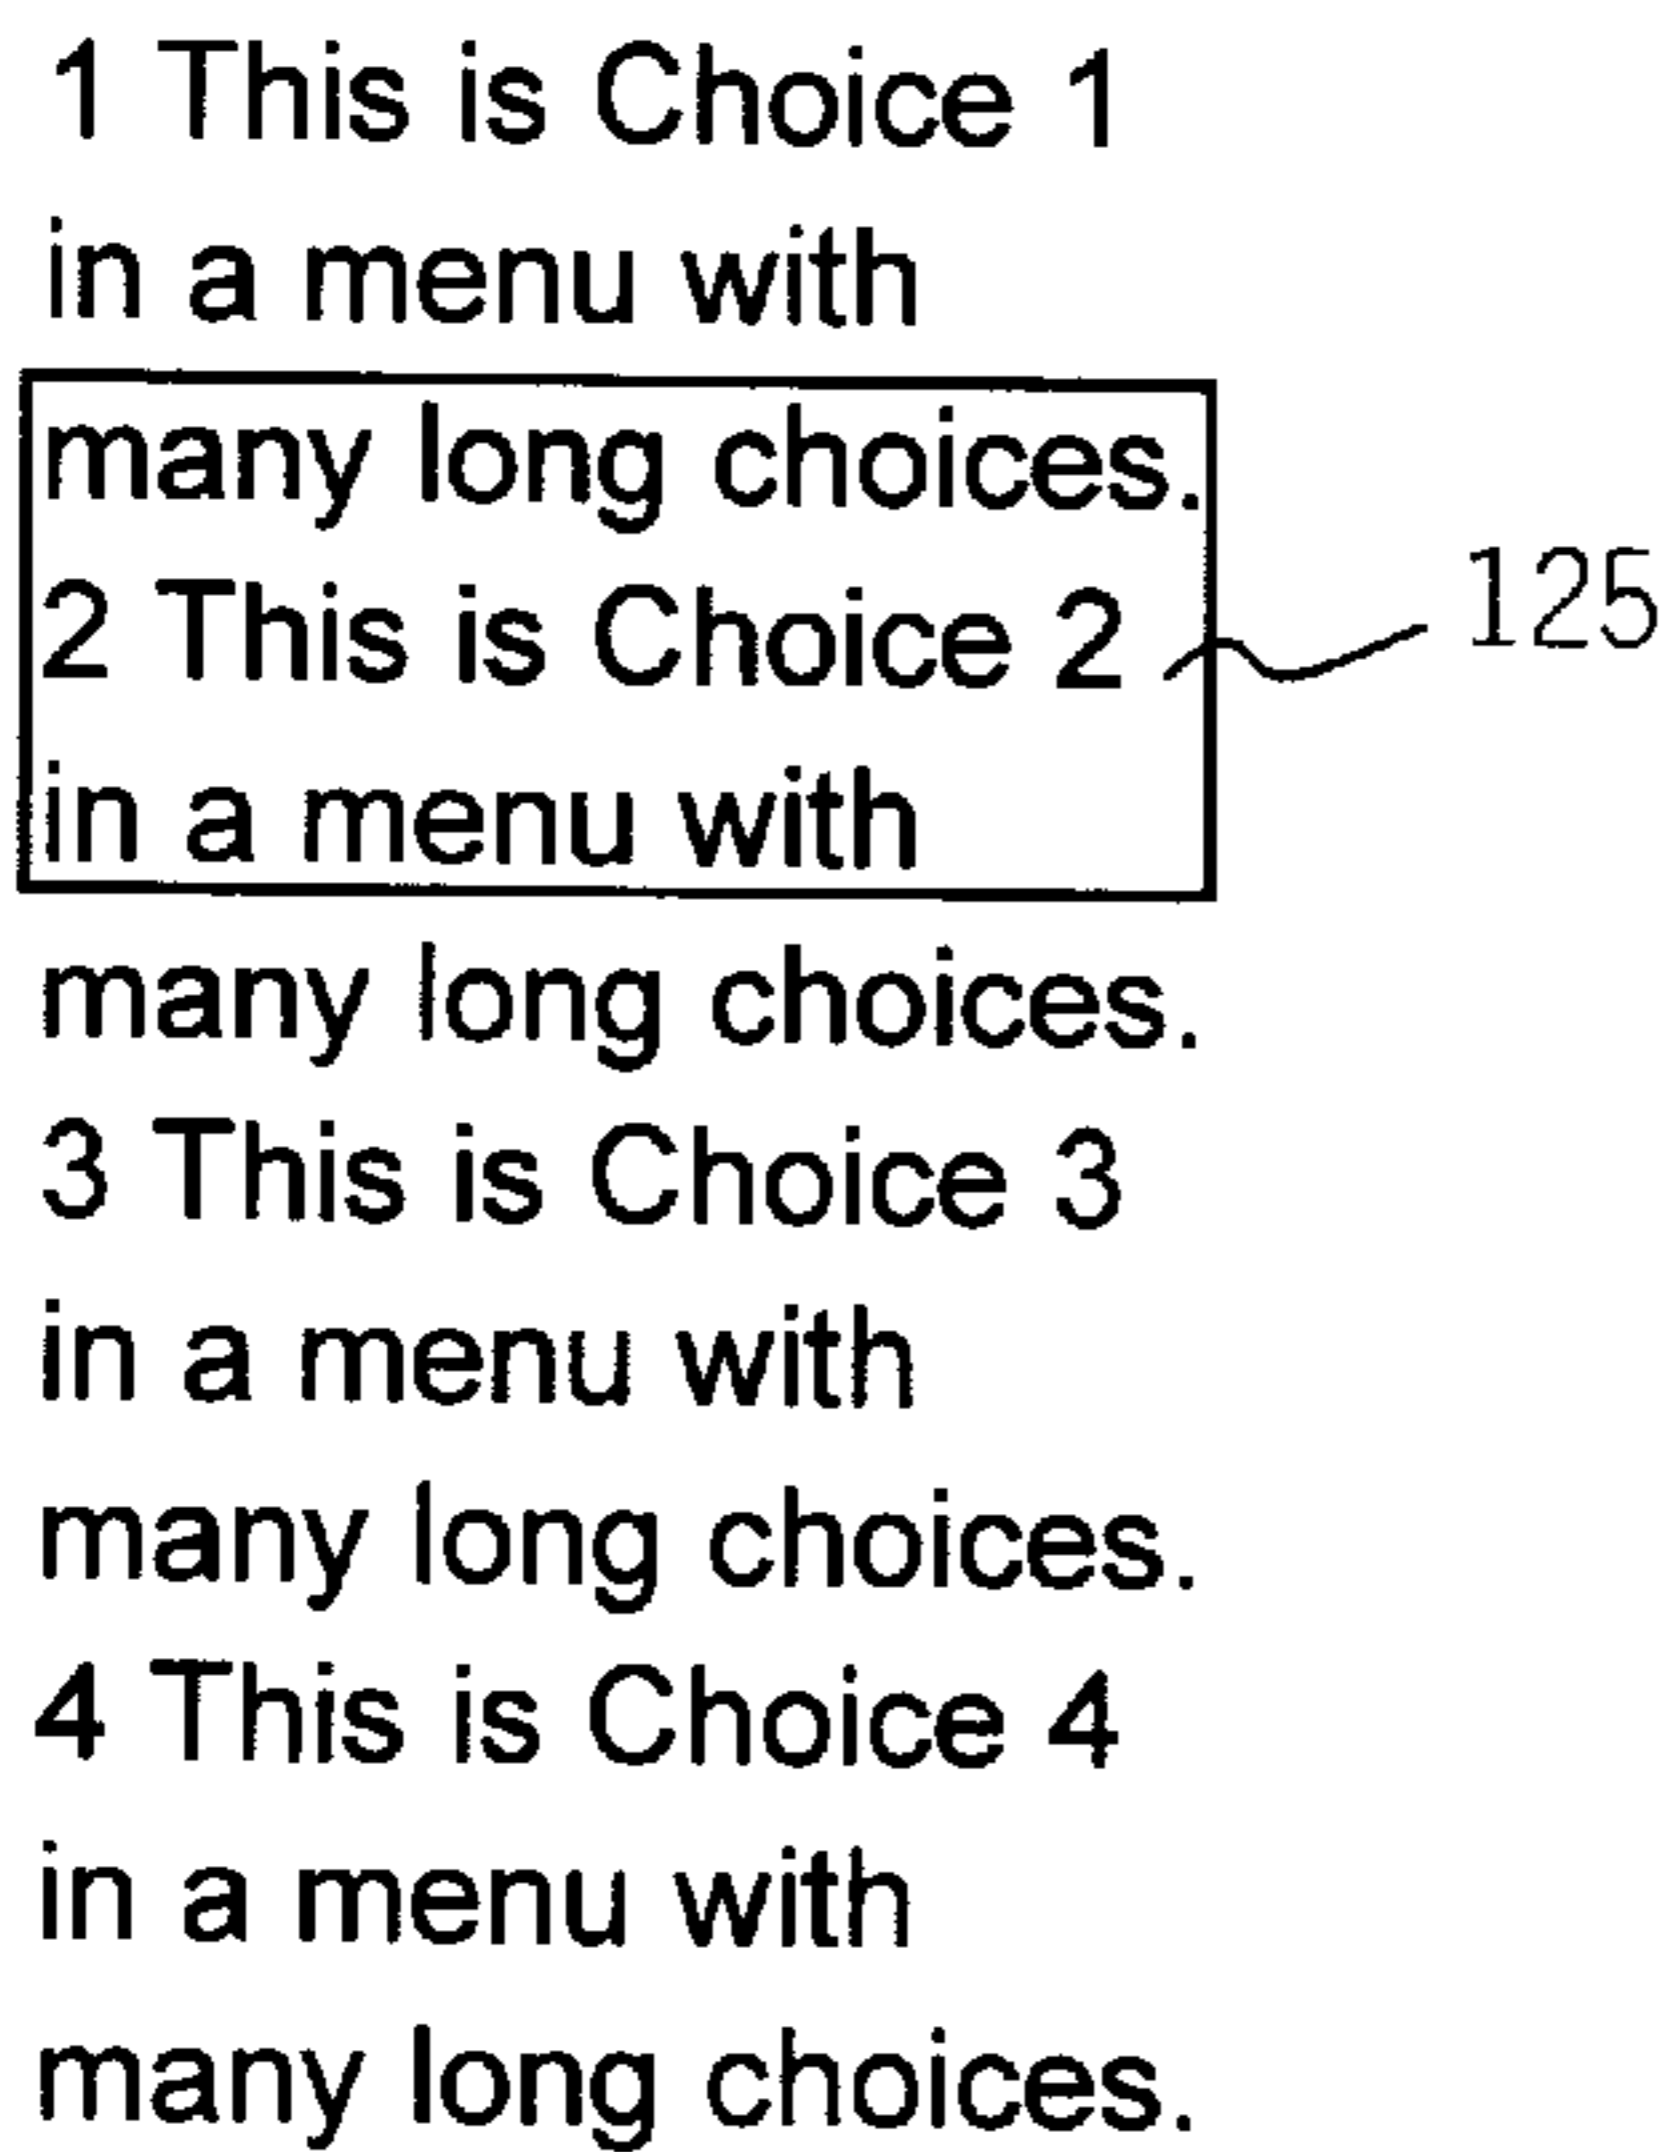 1 This is Choice 1
in a menu with
many long choices.
2 This is Choice 2
125
in a menu with
many long choices.
3 This is Choice 3
in a menu with
many long choices.
4 This is Choice 4
in a menu with
many long choices.